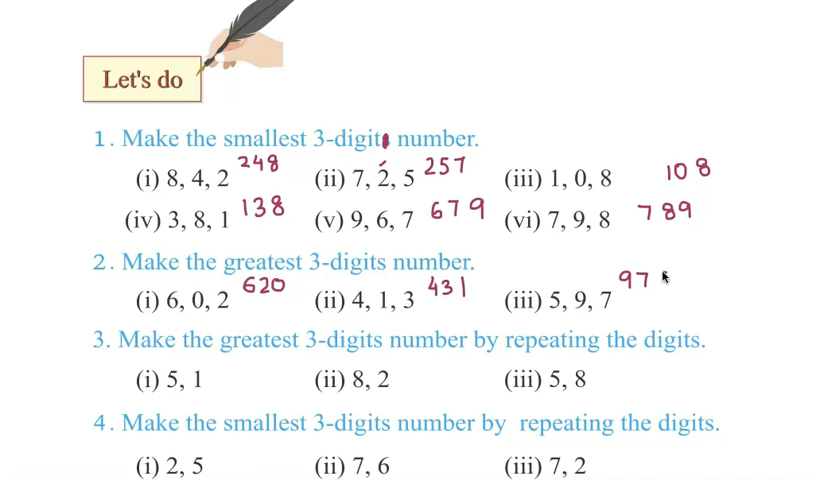 Let's do
1. Make the smallest 3-digit number.
(i) 8, 4, 2 248 (ii) 7, 2, 5 257 (iii) 1, 0, 8 108
(iv) 3, 8, 1 138 (v) 9, 6, 7 679 (vi) 7, 9, 8 789
2. Make the greatest 3-digits number.
(i) 6, 0, 2 620 (ii) 4, 1, 3 431 (iii) 5, 9, 7 97
3. Make the greatest 3-digits number by repeating the digits.
(i) 5, 1 (ii) 8, 2 (iii) 5, 8
4. Make the smallest 3-digits number by repeating the digits.
(i) 2, 5 (ii) 7, 6 (iii) 7, 2